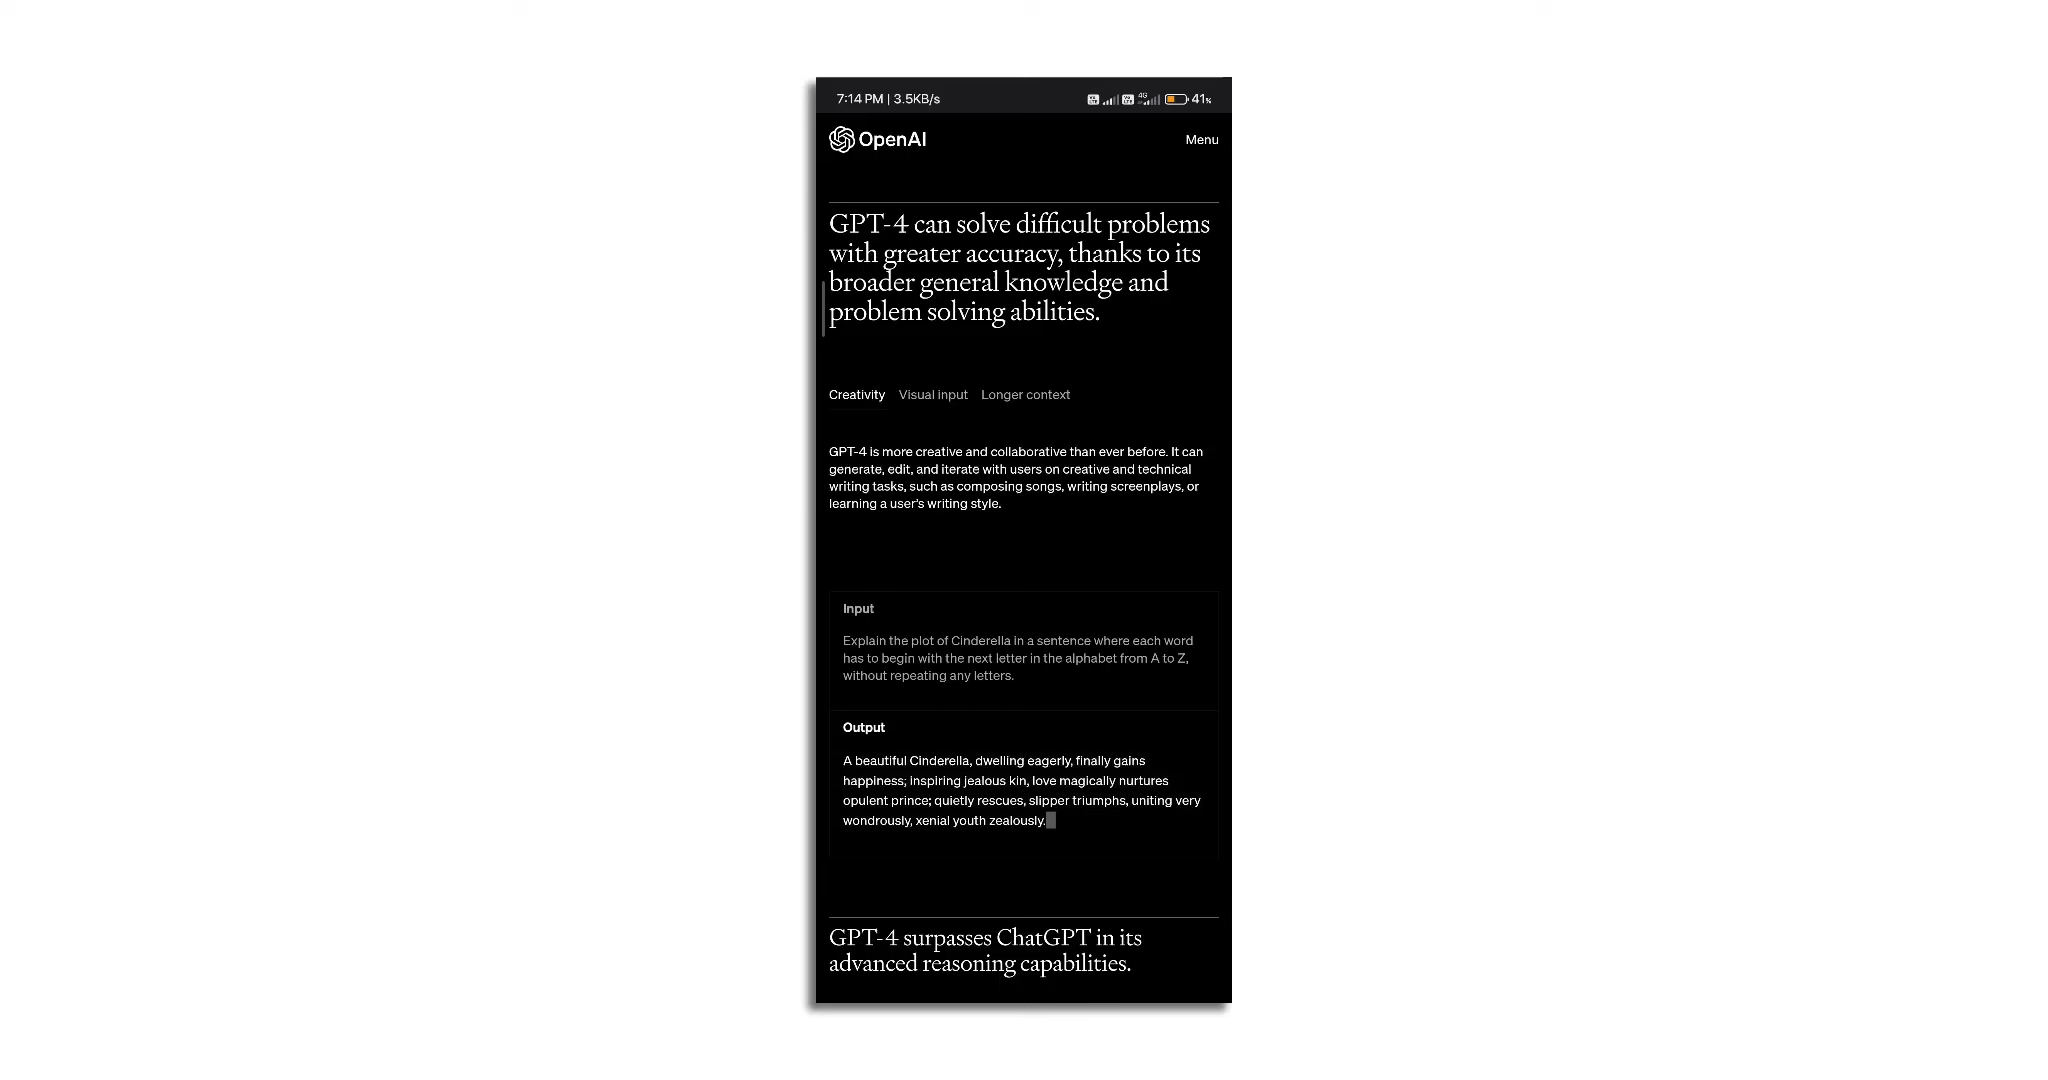 7:14 PM | 3.5KB/s 4G 41%
OpenAI Menu
GPT-4 can solve difficult problems
with greater accuracy, thanks to its
broader general knowledge and
problem solving abilities.
Creativity Visual input Longer context
GPT-4 is more creative and collaborative than ever before. It can
generate, edit, and iterate with users on creative and technical
writing tasks, such as composing songs, writing screenplays, or
learning a user's writing style.
Input
Explain the plot of Cinderella in a sentence where each word
has to begin with the next letter in the alphabet from A to Z,
without repeating any letters.
Output
A beautiful Cinderella, dwelling eagerly, finally gains
happiness; inspiring jealous kin, love magically nurtures
opulent prince; quietly rescues, slipper triumphs, uniting very
wondrously, xenial youth zealously.
GPT-4 surpasses ChatGPT in its
advanced reasoning capabilities.